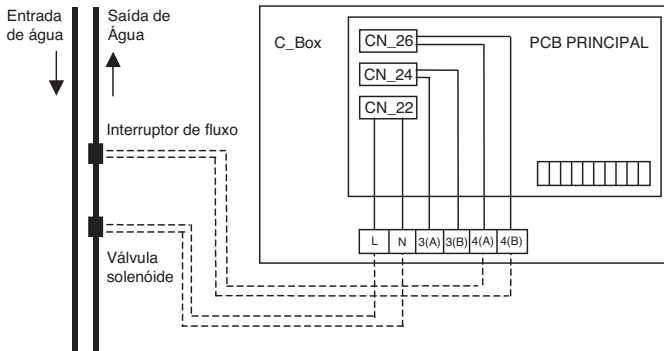 Entrada
de água
Saída de
Água
Interruptor de fluxo
Válvula
solenóide
C_Box
PCB PRINCIPAL
CN_26
CN_24
CN_22
L N 3(A) 3(B) 4(A) 4(B)